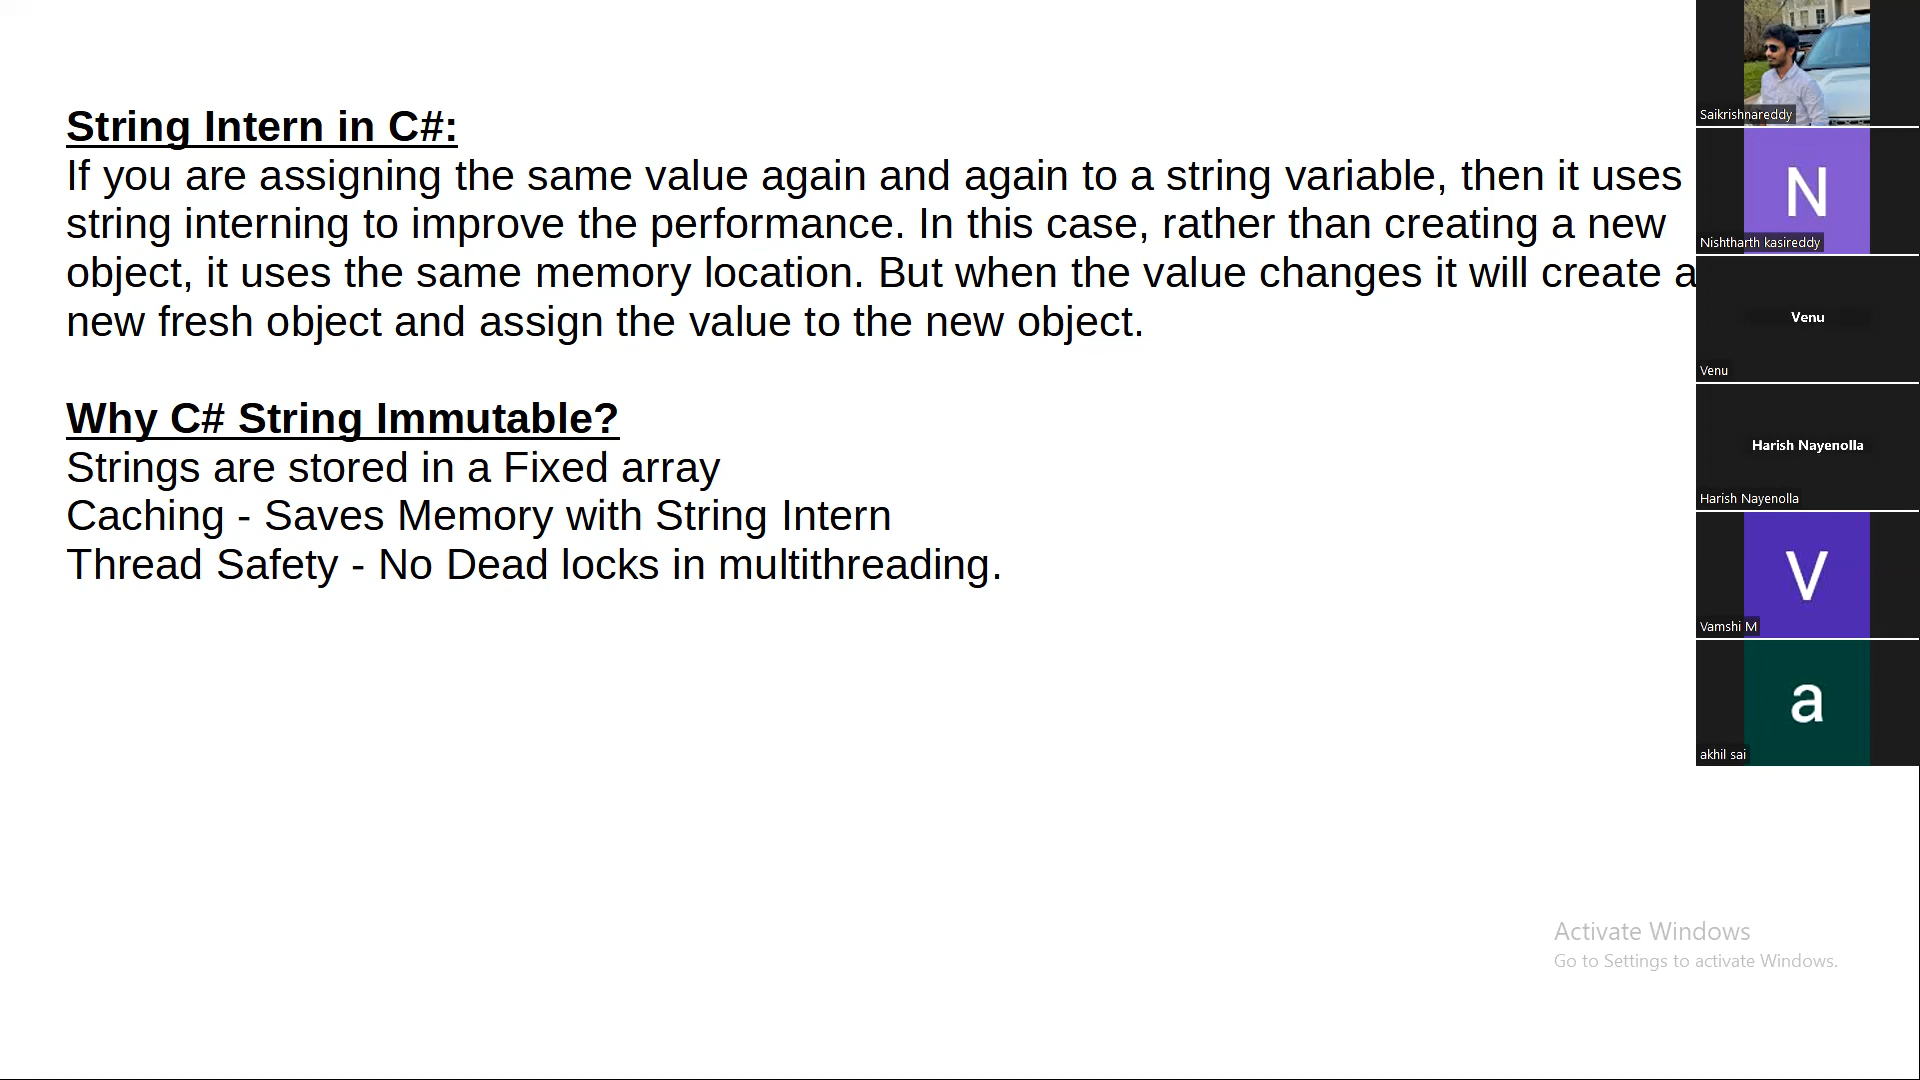 String Intern in C#:
If you are assigning the same value again and again to a string variable, then it uses
string interning to improve the performance. In this case, rather than creating a new
object, it uses the same memory location. But when the value changes it will create a
new fresh object and assign the value to the new object.
Why C# String Immutable?
Strings are stored in a Fixed array
Caching - Saves Memory with String Intern
Thread Safety - No Dead locks in multithreading.
Saikrishnareddy
N
Nishtharth kasireddy
Venu
Venu
Harish Nayenolla
Harish Nayenolla
V
Vamshi M
a
akhil sai
Activate Windows
Go to Settings to activate Windows.